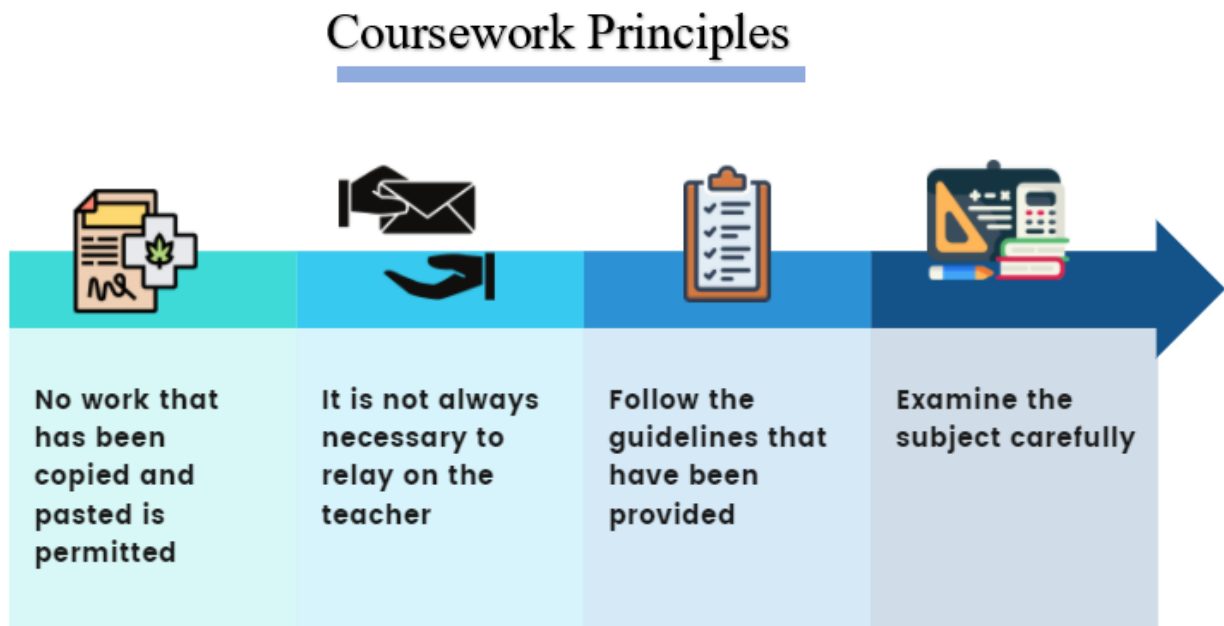 Coursework Principles
No work that
has been
copied and
pasted is
permitted
It is not always
necessary to
relay on the
teacher
Follow the
guidelines that
have been
provided
Examine the
subject carefully